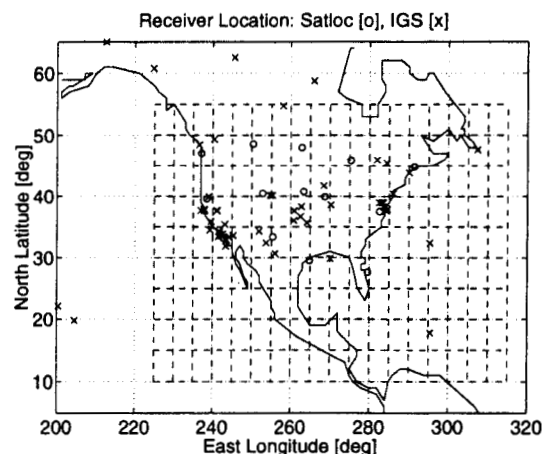 Receiver Location: Satloc [o], IGS [x]
North Latitude [deg]
60
50
40
30
20
10
200 220 240 260 280 300 320
East Longitude [deg]